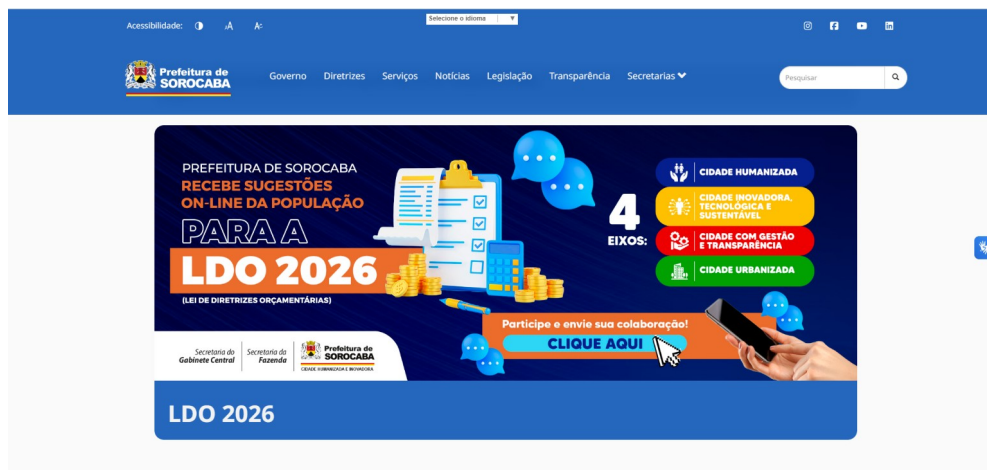 Acessibilidade: A A-
Selecione o idioma ▼
Prefeitura de
SOROCABA
Governo Diretrizes Serviços Notícias Legislação Transparência Secretarias
Pesquisar
PREFEITURA DE SOROCABA
RECEBE SUGESTÕES
ON-LINE DA POPULAÇÃO
PARA A
LDO 2026
(LEI DE DIRETRIZES ORÇAMENTÁRIAS)
4
EIXOS:
CIDADE HUMANIZADA
CIDADE INOVADORA,
TECNOLÓGICA E
SUSTENTÁVEL
CIDADE COM GESTÃO
E TRANSPARÊNCIA
CIDADE URBANIZADA
Participe e envie sua colaboração!
CLIQUE AQUI
Secretaria do
Gabinete Central
Secretaria da
Fazenda
Prefeitura de
SOROCABA
CIDADE HUMANIZADA E INOVADORA
LDO 2026